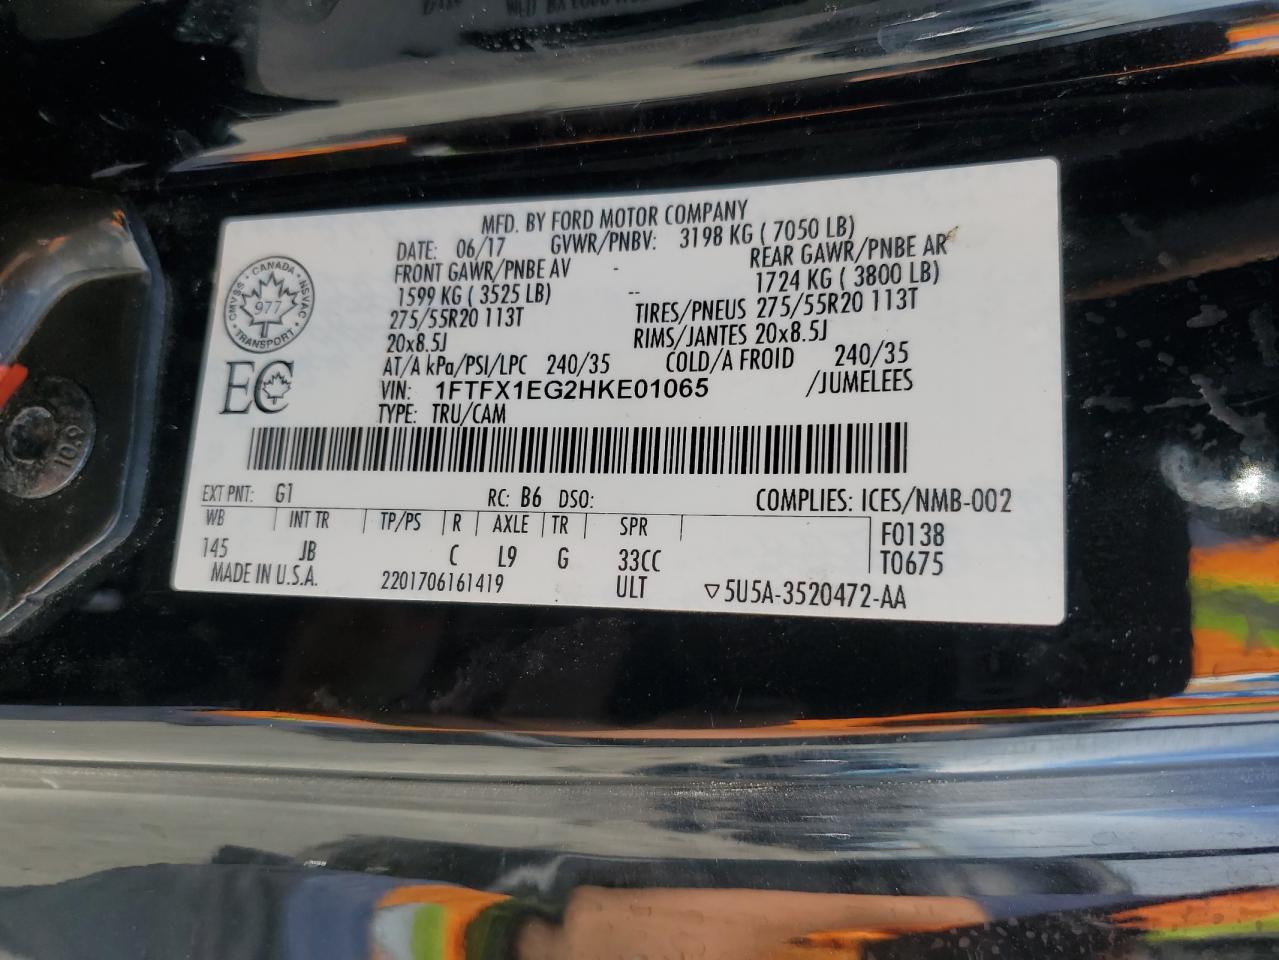 MFD. BY FORD MOTOR COMPANY
DATE: 06/17 GVWR/PNBV: 3198 KG ( 7050 LB)
FRONT GAWR/PNBE AV - REAR GAWR/PNBE AR
1599 KG ( 3525 LB) -- 1724 KG ( 3800 LB)
275/55R20 113T TIRES/PNEUS 275/55R20 113T
20x8.5J RIMS/JANTES 20x8.5J
AT/A kPa/PSI/LPC 240/35 COLD/A FROID 240/35
VIN: 1FTFX1EG2HKE01065 /JUMELEES
TYPE: TRU/CAM
CANADA
CMVSS · NSVAC
977
TRANSPORT
EC
EXT PNT: G1 RC: B6 DSO: COMPLIES: ICES/NMB-002
WB INT TR TP/PS R AXLE TR SPR F0138
145 JB C L9 G 33CC T0675
MADE IN U.S.A. 2201706161419 ULT ▽5U5A-3520472-AA
10.9